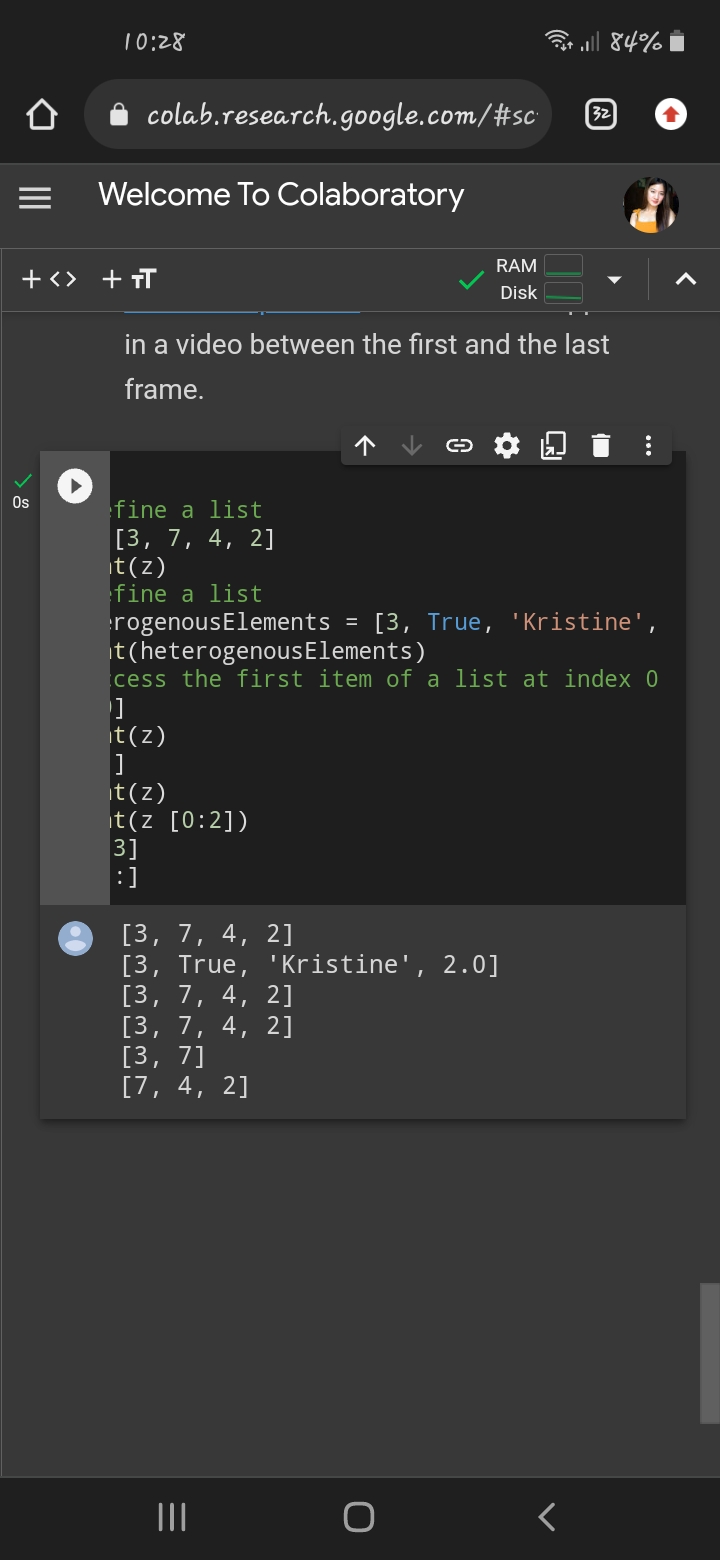 10:28
84%
colab.research.google.com/#sc
32
Welcome To Colaboratory
+<> +TT
RAM
Disk
in a video between the first and the last
frame.
0s
efine a list
[3, 7, 4, 2]
nt(z)
efine a list
erogenousElements = [3, True, 'Kristine',
nt(heterogenousElements)
ccess the first item of a list at index 0
0]
nt(z)
]
nt(z)
nt(z [0:2])
3]
:]
[3, 7, 4, 2]
[3, True, 'Kristine', 2.0]
[3, 7, 4, 2]
[3, 7, 4, 2]
[3, 7]
[7, 4, 2]